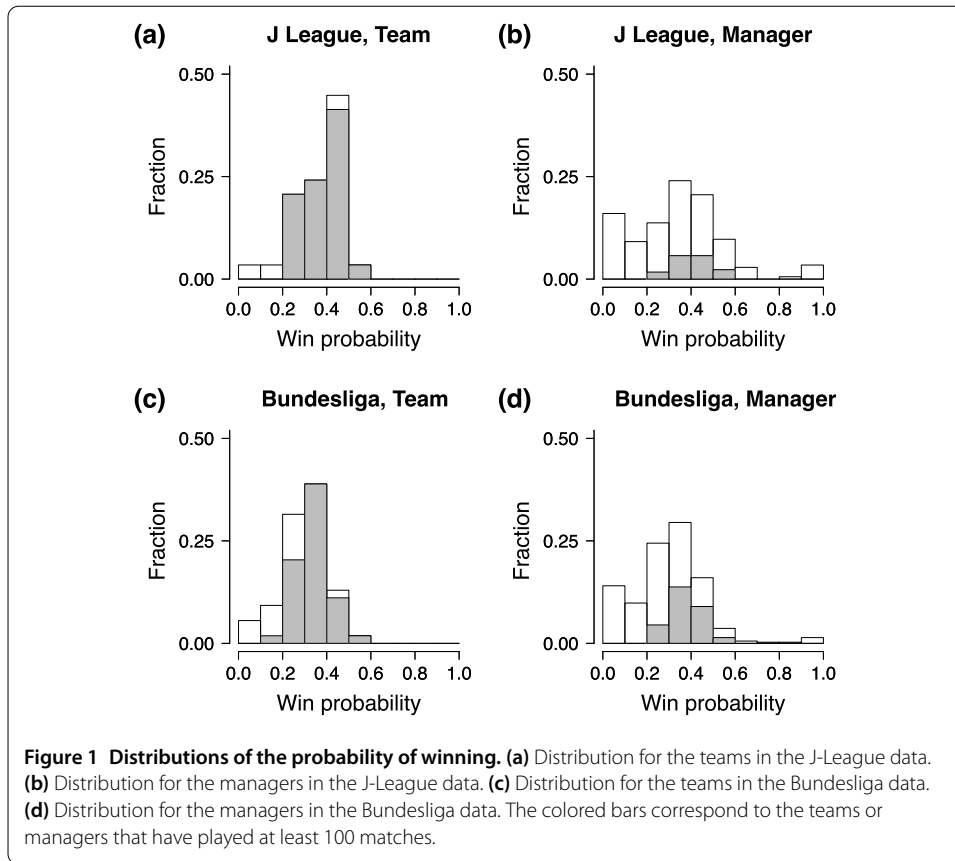 (a) J League, Team
0.50
0.25
0.00
Fraction
0.0 0.2 0.4 0.6 0.8 1.0
Win probability
(b) J League, Manager
0.50
0.25
0.00
Fraction
0.0 0.2 0.4 0.6 0.8 1.0
Win probability
(c) Bundesliga, Team
0.50
0.25
0.00
Fraction
0.0 0.2 0.4 0.6 0.8 1.0
Win probability
(d) Bundesliga, Manager
0.50
0.25
0.00
Fraction
0.0 0.2 0.4 0.6 0.8 1.0
Win probability
Figure 1 Distributions of the probability of winning. (a) Distribution for the teams in the J-League data.
(b) Distribution for the managers in the J-League data. (c) Distribution for the teams in the Bundesliga data.
(d) Distribution for the managers in the Bundesliga data. The colored bars correspond to the teams or
managers that have played at least 100 matches.